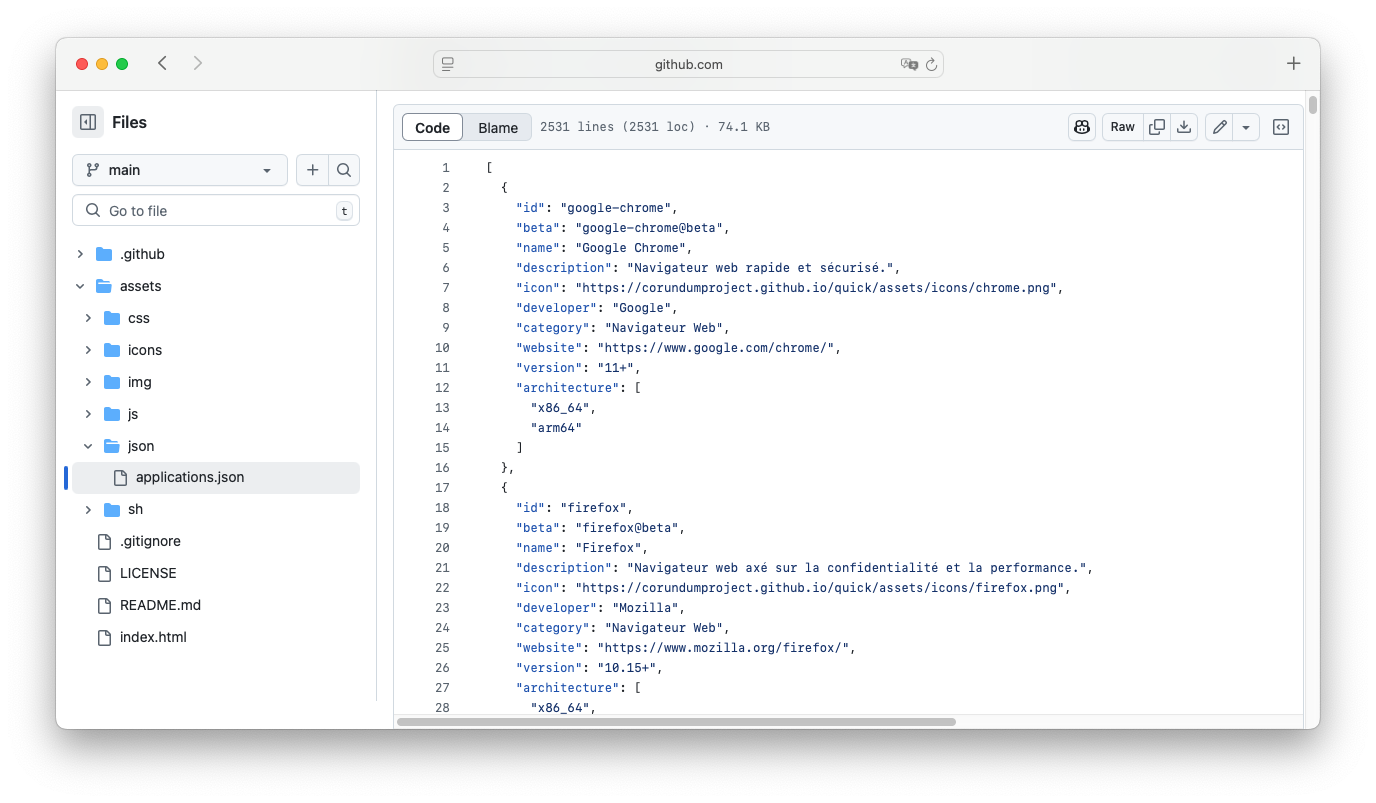 github.com
Files
main
Go to file
t
.github
assets
css
icons
img
js
json
applications.json
sh
.gitignore
LICENSE
README.md
index.html
Code Blame 2531 lines (2531 loc) · 74.1 KB Raw
1 [
2 {
3 "id": "google-chrome",
4 "beta": "google-chrome@beta",
5 "name": "Google Chrome",
6 "description": "Navigateur web rapide et sécurisé.",
7 "icon": "https://corundumproject.github.io/quick/assets/icons/chrome.png",
8 "developer": "Google",
9 "category": "Navigateur Web",
10 "website": "https://www.google.com/chrome/",
11 "version": "11+",
12 "architecture": [
13 "x86_64",
14 "arm64"
15 ]
16 },
17 {
18 "id": "firefox",
19 "beta": "firefox@beta",
20 "name": "Firefox",
21 "description": "Navigateur web axé sur la confidentialité et la performance.",
22 "icon": "https://corundumproject.github.io/quick/assets/icons/firefox.png",
23 "developer": "Mozilla",
24 "category": "Navigateur Web",
25 "website": "https://www.mozilla.org/firefox/",
26 "version": "10.15+",
27 "architecture": [
28 "x86_64",